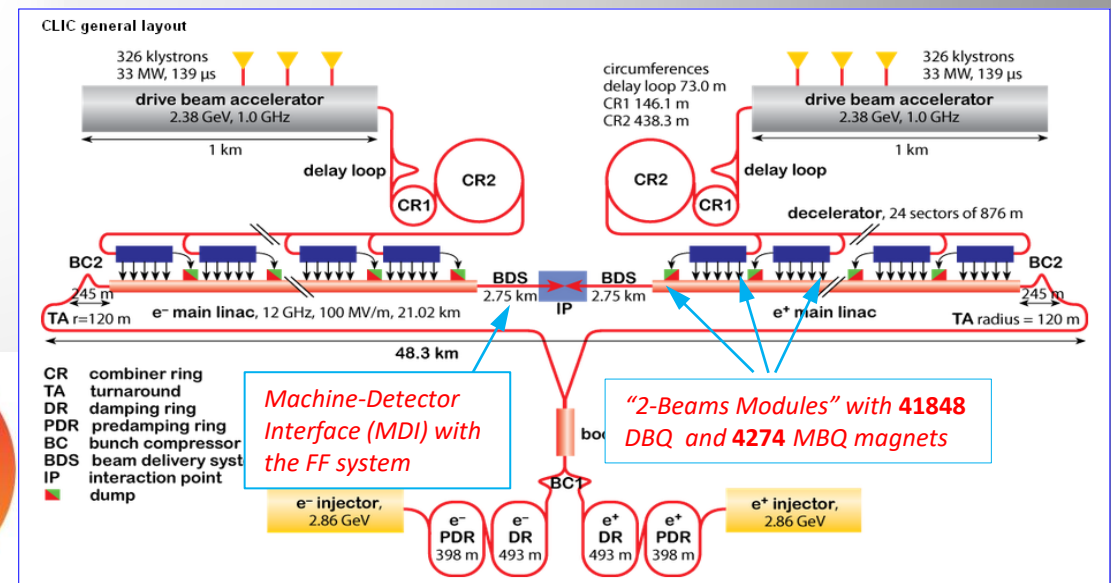 CLIC general layout
326 klystrons
33 MW, 139 μs
drive beam accelerator
2.38 GeV, 1.0 GHz
1 km
circumferences
delay loop 73.0 m
CR1 146.1 m
CR2 438.3 m
326 klystrons
33 MW, 139 μs
drive beam accelerator
2.38 GeV, 1.0 GHz
1 km
delay loop
CR1
CR2
CR2
CR1
delay loop
decelerator, 24 sectors of 876 m
BC2
245 m
TA r=120 m
e⁻ main linac, 12 GHz, 100 MV/m, 21.02 km
BDS
2.75 km
IP
BDS
2.75 km
e⁺ main linac
BC2
245 m
TA radius = 120 m
48.3 km
CR combiner ring
TA turnaround
DR damping ring
PDR predamping ring
BC bunch compressor
BDS beam delivery syst
IP interaction point
dump
Machine-Detector
Interface (MDI) with
the FF system
"2-Beams Modules" with 41848
DBQ and 4274 MBQ magnets
BC1
e⁻ injector,
2.86 GeV
e⁻
PDR
398 m
e⁻
DR
493 m
e⁺
DR
493 m
e⁺
PDR
398 m
e⁺ injector,
2.86 GeV